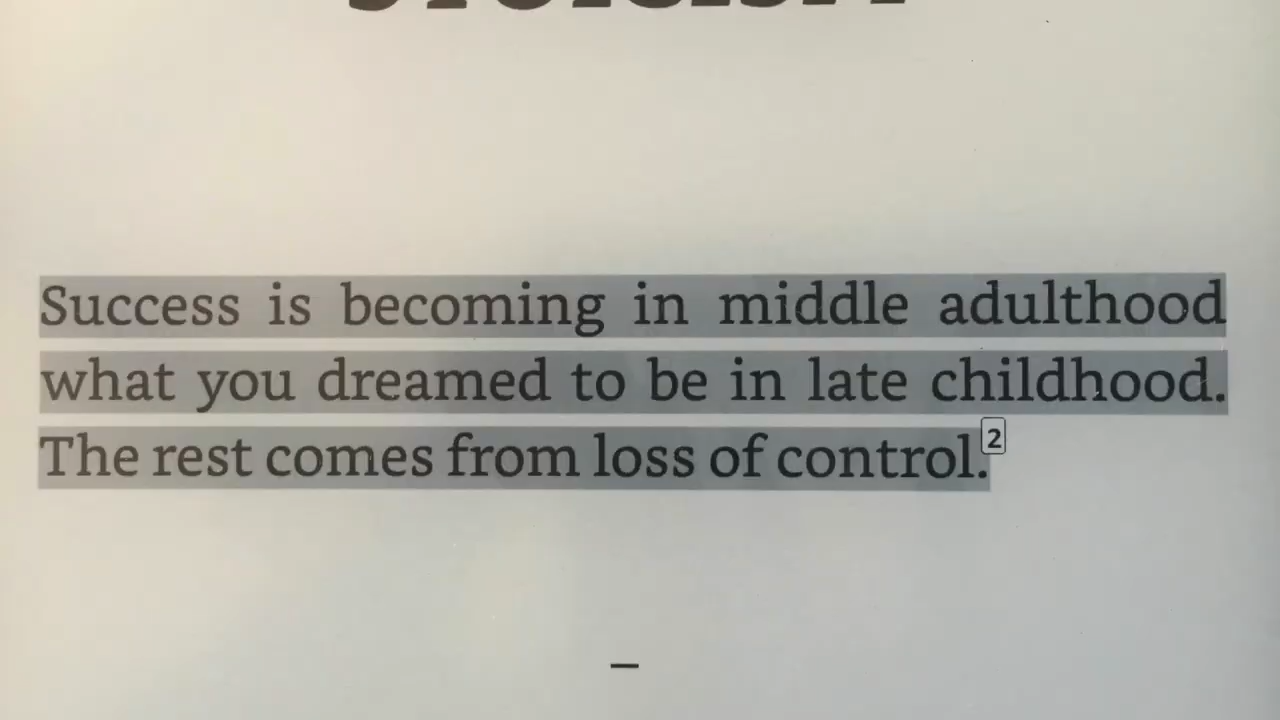 Success is becoming in middle adulthood
what you dreamed to be in late childhood.
The rest comes from loss of control.2
—